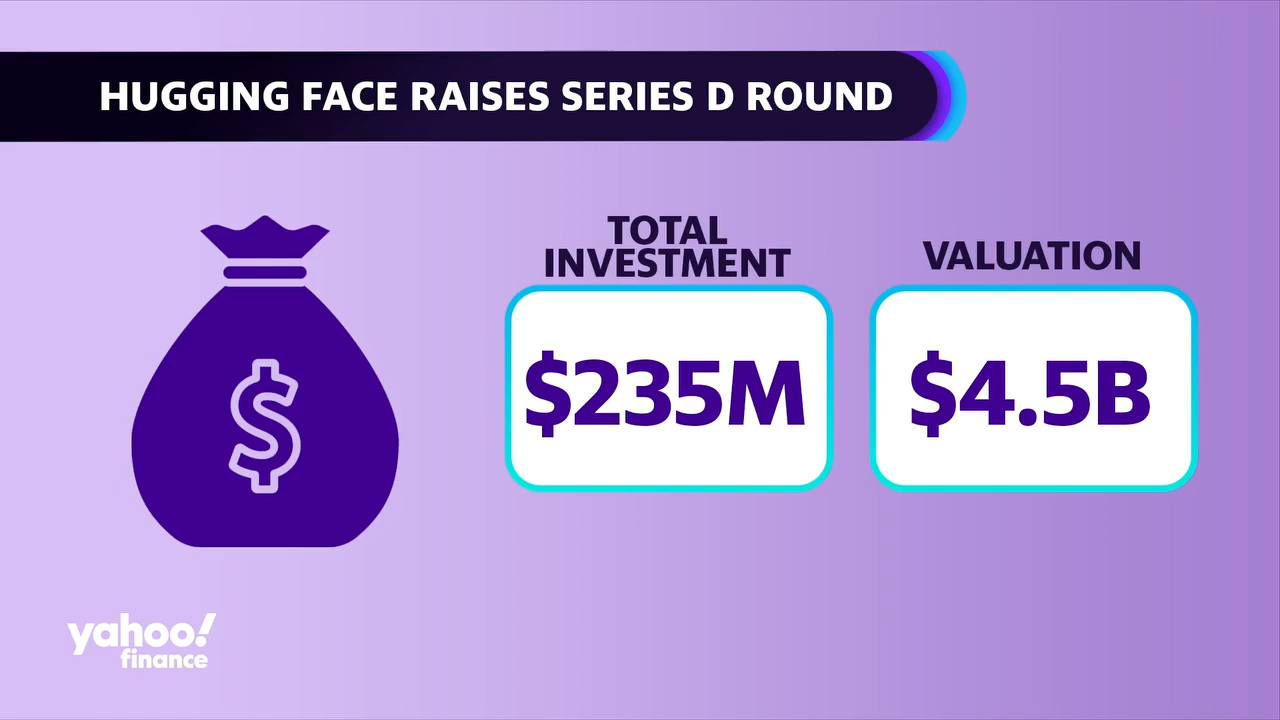 HUGGING FACE RAISES SERIES D ROUND
TOTAL
INVESTMENT
$235M
VALUATION
$4.5B
$
yahoo!
finance